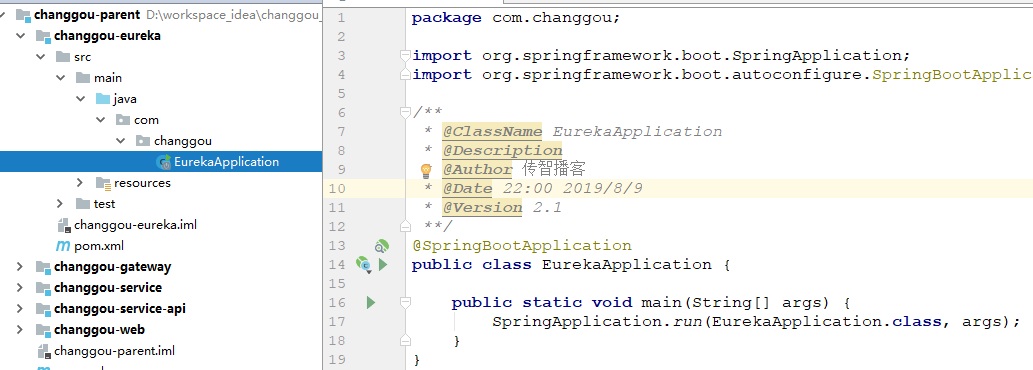 changgou-parent D:\workspace_idea\changgou_
changgou-eureka
src
main
java
com
changgou
EurekaApplication
resources
test
changgou-eureka.iml
pom.xml
changgou-gateway
changgou-service
changgou-service-api
changgou-web
changgou-parent.iml
1 package com.changgou;
2
3 import org.springframework.boot.SpringApplication;
4 import org.springframework.boot.autoconfigure.SpringBootApplic
5
6 /**
7 * @ClassName EurekaApplication
8 * @Description
9 * @Author 传智播客
10 * @Date 22:00 2019/8/9
11 * @Version 2.1
12 **/
13 @SpringBootApplication
14 public class EurekaApplication {
15
16 public static void main(String[] args) {
17 SpringApplication.run(EurekaApplication.class, args);
18 }
19 }